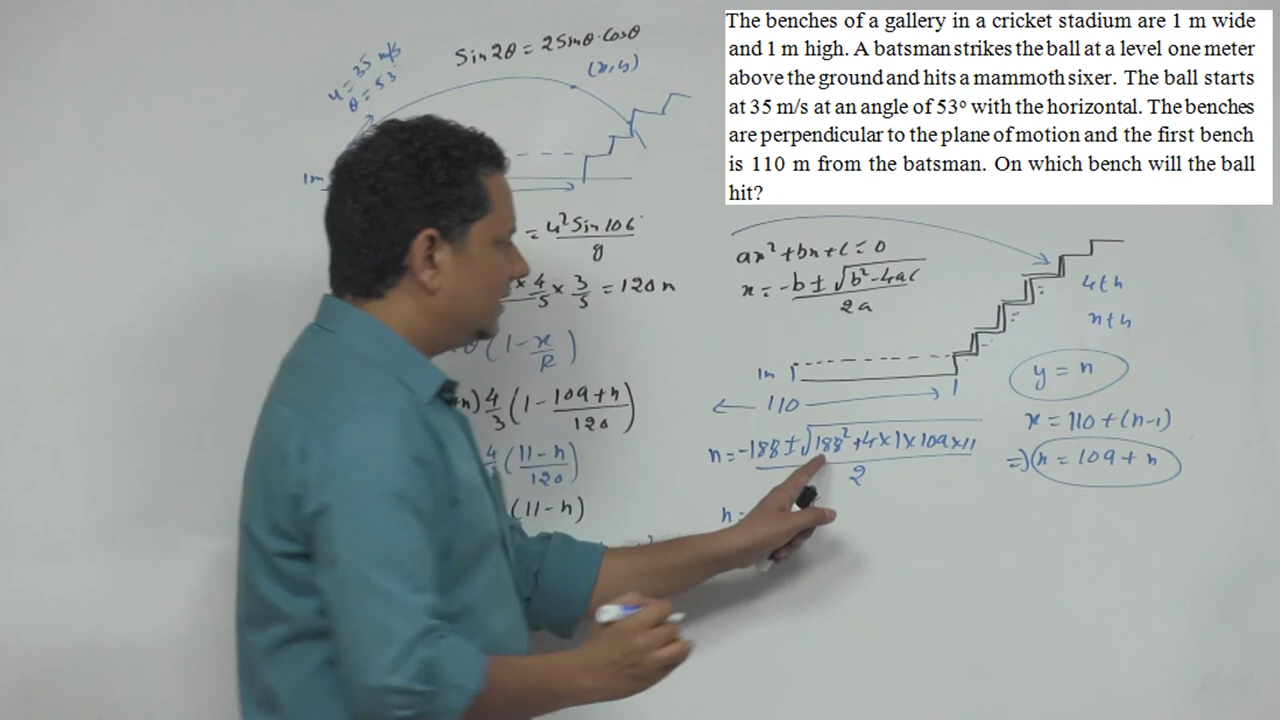 The benches of a gallery in a cricket stadium are 1 m wide
and 1 m high. A batsman strikes the ball at a level one meter
above the ground and hits a mammoth sixer. The ball starts
at 35 m/s at an angle of 53º with the horizontal. The benches
are perpendicular to the plane of motion and the first bench
is 110 m from the batsman. On which bench will the ball
hit?
u = 35 m/s
θ = 53°
Sin2θ = 2Sinθ·Cosθ
(x,y)
1m
= u²Sin106°/g
× 4/5 × 3/5 = 120 m
θ(1 - x/R)
+n) 4/3 (1 - 109+n/120)
(11-n/120)
(11-n)
ax²+bx+c=0
x = -b ± √b²-4ac/2a
4th
nth
1m
110
y = n
x = 110+(n-1)
⇒ x = 109+n
n = -188 ± √188²+4×1×109×11/2
n =